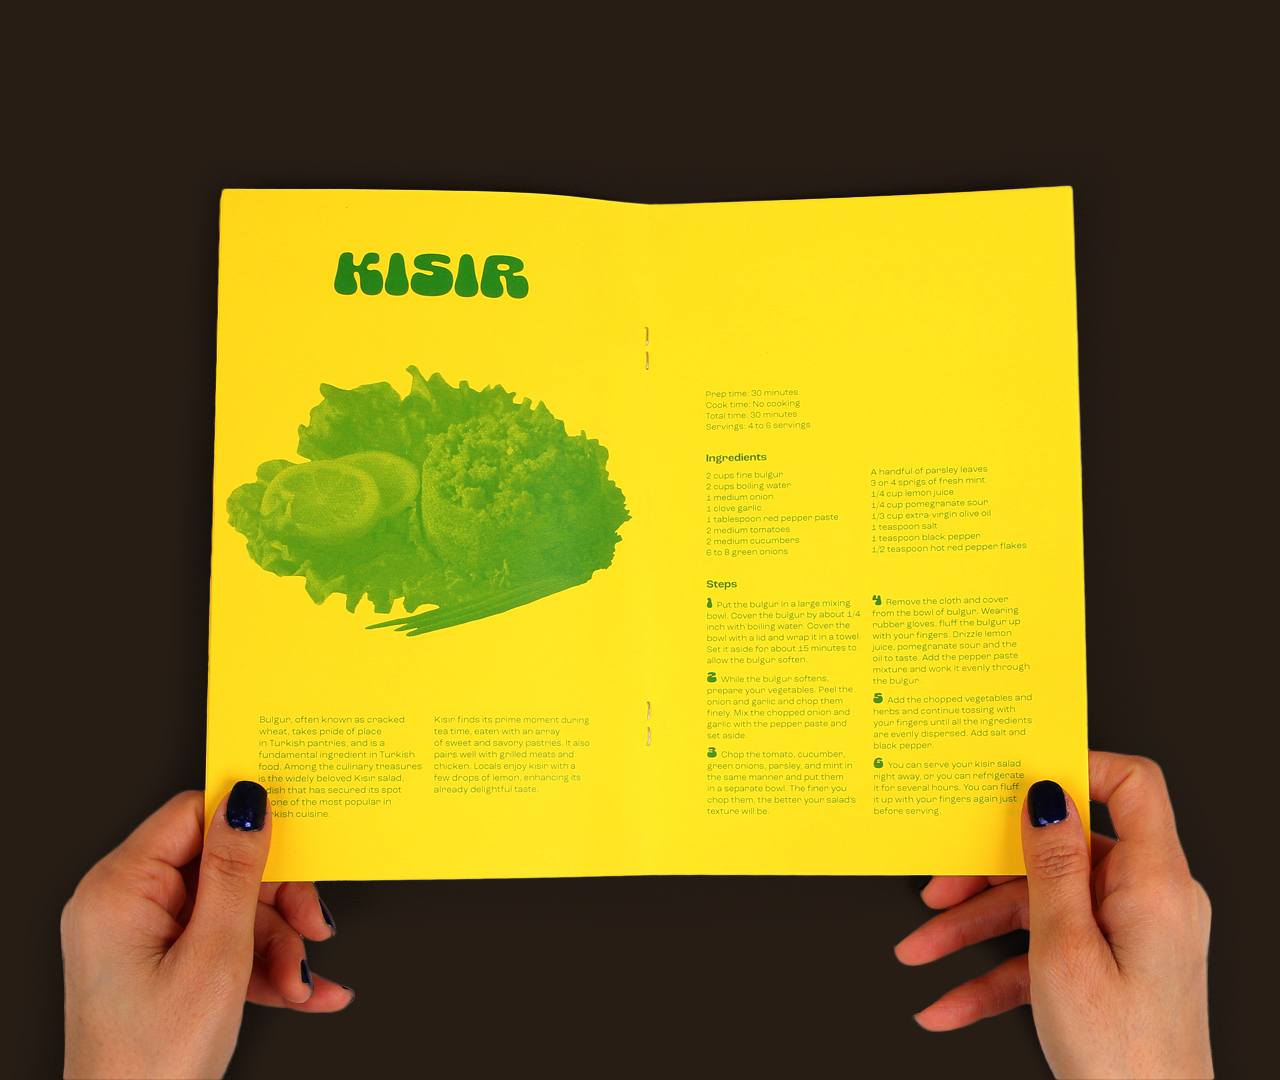 KISIR
Bulgur, often known as cracked
wheat, takes pride of place
in Turkish pantries, and is a
fundamental ingredient in Turkish
food. Among the culinary treasures
is the widely beloved Kısır salad,
dish that has secured its spot
one of the most popular in
cuisine.
Kısır finds its prime moment during
tea time, eaten with an array
of sweet and savory pastries. It also
pairs well with grilled meats and
chicken. Locals enjoy kısır with a
few drops of lemon, enhancing its
already delightful taste.
Prep time: 30 minutes
Cook time: No cooking
Total time: 30 minutes
Servings: 4 to 6 servings
Ingredients
2 cups fine bulgur
2 cups boiling water
1 medium onion
1 clove garlic
1 tablespoon red pepper paste
2 medium tomatoes
2 medium cucumbers
6 to 8 green onions
A handful of parsley leaves
3 or 4 sprigs of fresh mint
1/4 cup lemon juice
1/4 cup pomegranate sour
1/3 cup extra-virgin olive oil
1 teaspoon salt
1 teaspoon black pepper
1/2 teaspoon hot red pepper flakes
Steps
1 Put the bulgur in a large mixing
bowl. Cover the bulgur by about 1/4
inch with boiling water. Cover the
bowl with a lid and wrap it in a towel.
Set it aside for about 15 minutes to
allow the bulgur soften.
2 While the bulgur softens,
prepare your vegetables. Peel the
onion and garlic and chop them
finely. Mix the chopped onion and
garlic with the pepper paste and
set aside.
3 Chop the tomato, cucumber,
green onions, parsley, and mint in
the same manner and put them
in a separate bowl. The finer you
chop them, the better your salad's
texture will be.
4 Remove the cloth and cover
from the bowl of bulgur. Wearing
rubber gloves, fluff the bulgur up
with your fingers. Drizzle lemon
juice, pomegranate sour and the
oil to taste. Add the pepper paste
mixture and work it evenly through
the bulgur.
5 Add the chopped vegetables and
herbs and continue tossing with
your fingers until all the ingredients
are evenly dispersed. Add salt and
black pepper.
6 You can serve your kısır salad
right away, or you can refrigerate
it for several hours. You can fluff
it up with your fingers again just
before serving.